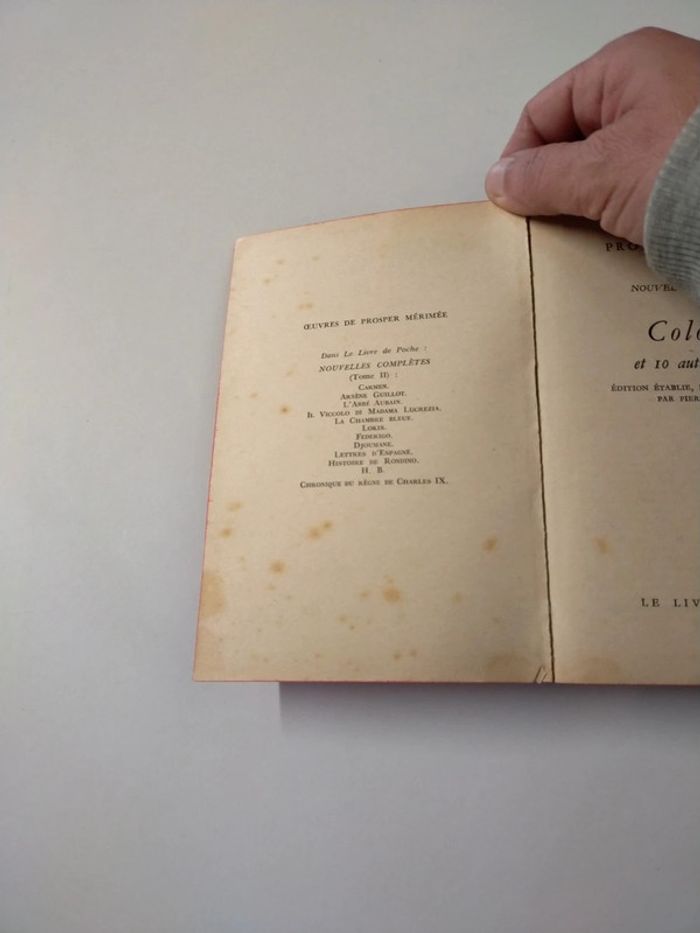 ŒUVRES DE PROSPER MÉRIMÉE
Dans Le Livre de Poche :
NOUVELLES COMPLÈTES
(Tome II) :
CARMEN.
ARSÈNE GUILLOT.
L'ABBÉ AUBAIN.
IL VICCOLO DI MADAMA LUCREZIA.
LA CHAMBRE BLEUE.
LOKIS.
FEDERIGO.
DJOUMANE.
LETTRES D'ESPAGNE.
HISTOIRE DE RONDINO.
H. B.
CHRONIQUE DU RÈGNE DE CHARLES IX.
PRO
NOUVEL
Colo
et 10 aut
ÉDITION ÉTABLIE,
PAR PIER
LE LIV